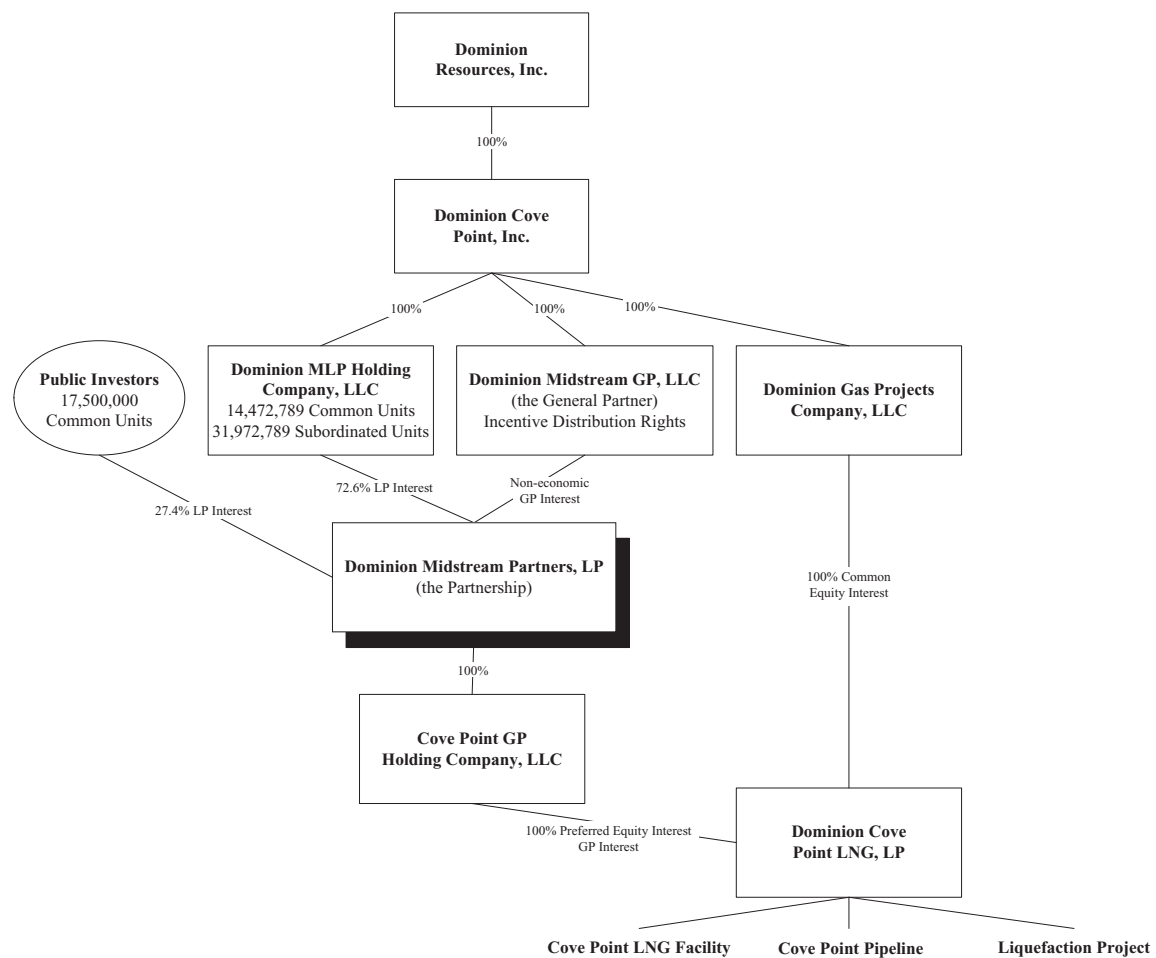 Dominion
Resources, Inc.
100%
Dominion Cove
Point, Inc.
100%
100%
100%
Public Investors
17,500,000
Common Units
Dominion MLP Holding
Company, LLC
14,472,789 Common Units
31,972,789 Subordinated Units
Dominion Midstream GP, LLC
(the General Partner)
Incentive Distribution Rights
Dominion Gas Projects
Company, LLC
27.4% LP Interest
72.6% LP Interest
Non-economic
GP Interest
Dominion Midstream Partners, LP
(the Partnership)
100% Common
Equity Interest
100%
Cove Point GP
Holding Company, LLC
100% Preferred Equity Interest
GP Interest
Dominion Cove
Point LNG, LP
Cove Point LNG Facility
Cove Point Pipeline
Liquefaction Project